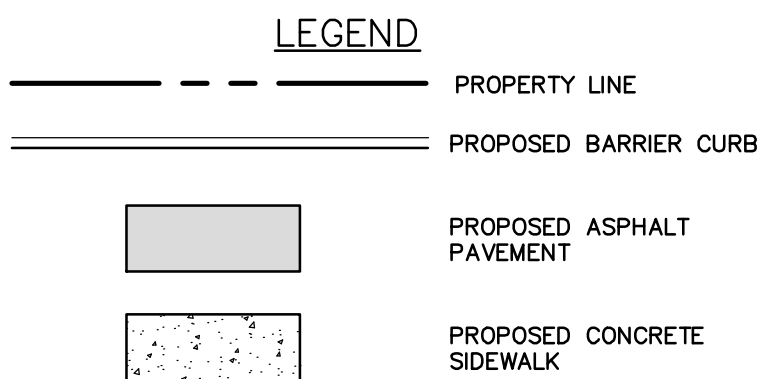 LEGEND
PROPERTY LINE
PROPOSED BARRIER CURB
PROPOSED ASPHALT
PAVEMENT
PROPOSED CONCRETE
SIDEWALK